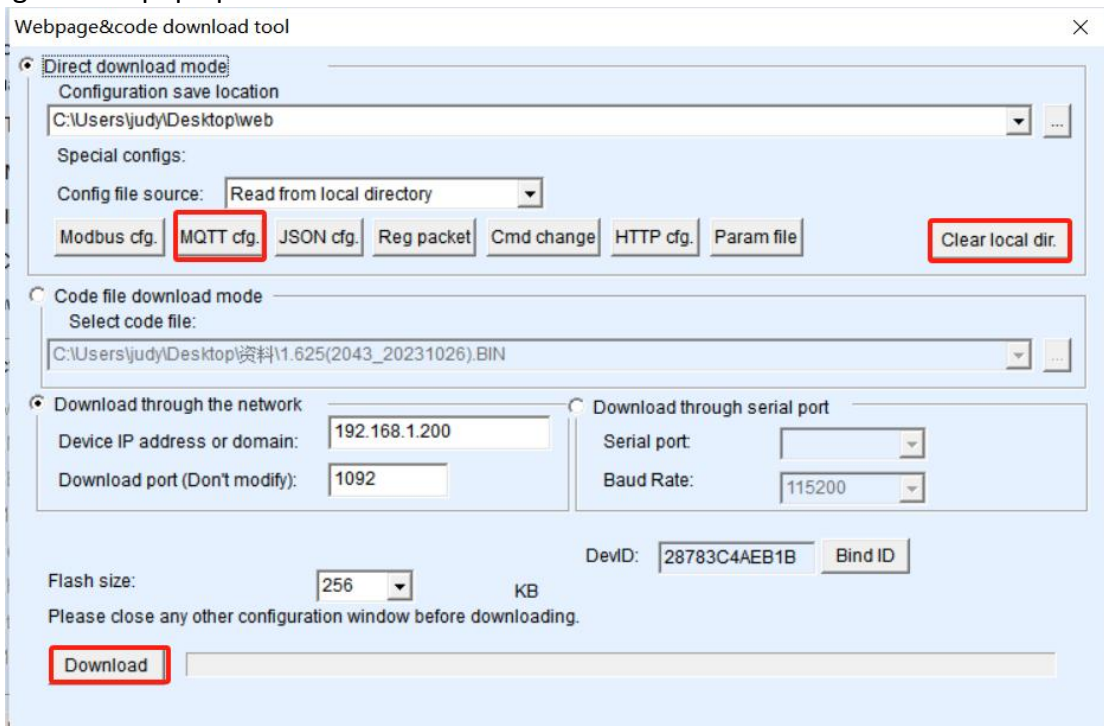 Webpage&code download tool
Direct download mode
Configuration save location
C:\Users\judy\Desktop\web
...
Special configs:
Config file source: Read from local directory
Modbus cfg. MQTT cfg. JSON cfg. Reg packet Cmd change HTTP cfg. Param file Clear local dir.
Code file download mode
Select code file:
C:\Users\judy\Desktop\资料\1.625(2043_20231026).BIN
...
Download through the network
Device IP address or domain: 192.168.1.200
Download port (Don't modify): 1092
Download through serial port
Serial port:
Baud Rate: 115200
DevID: 28783C4AEB1B Bind ID
Flash size: 256 KB
Please close any other configuration window before downloading.
Download